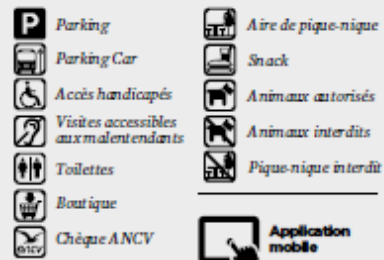 P Parking
Parking Car
Accès handicapés
Visites accessibles
aux malentendants
Toilettes
Boutique
ANCV Chèque ANCV
Aire de pique-nique
Snack
Animaux autorisés
Animaux interdits
Pique-nique interdit
Application
mobile